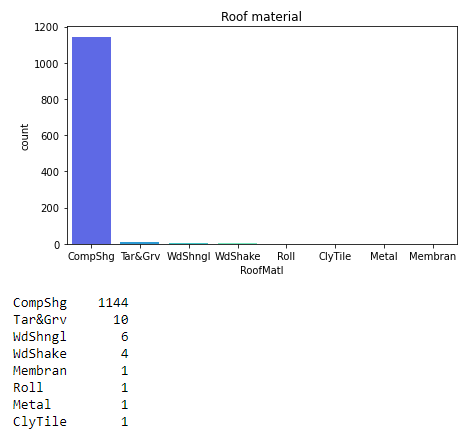 Roof material
1200
1000
800
600
400
200
0
count
CompShg Tar&Grv WdShngl WdShake Roll ClyTile Metal Membran
RoofMatl
CompShg 1144
Tar&Grv 10
WdShngl 6
WdShake 4
Membran 1
Roll 1
Metal 1
ClyTile 1